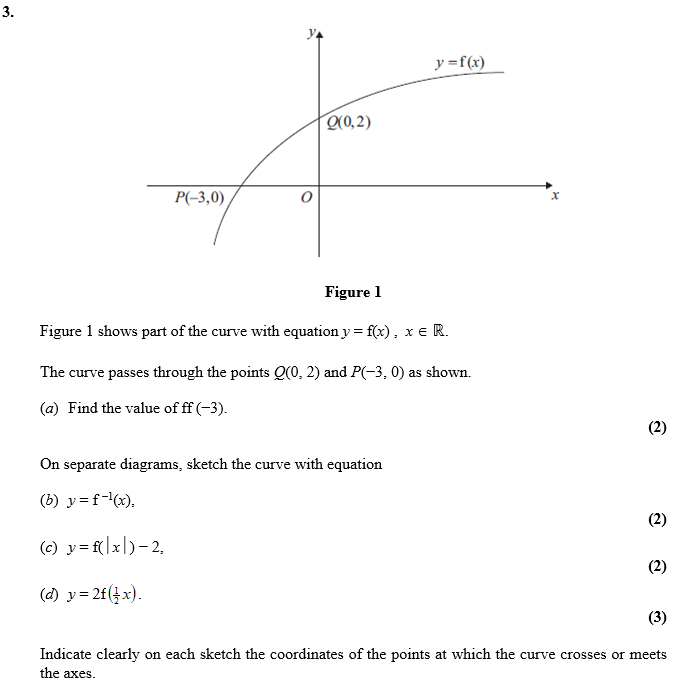 3.
y
y = f(x)
Q(0,2)
P(–3,0)
O
x
Figure 1
Figure 1 shows part of the curve with equation y = f(x) , x ∈ ℝ.
The curve passes through the points Q(0, 2) and P(−3, 0) as shown.
(a) Find the value of ff (−3).
(2)
On separate diagrams, sketch the curve with equation
(b) y = f⁻¹(x),
(2)
(c) y = f(|x|) − 2,
(2)
(d) y = 2f(½x).
(3)
Indicate clearly on each sketch the coordinates of the points at which the curve crosses or meets
the axes.